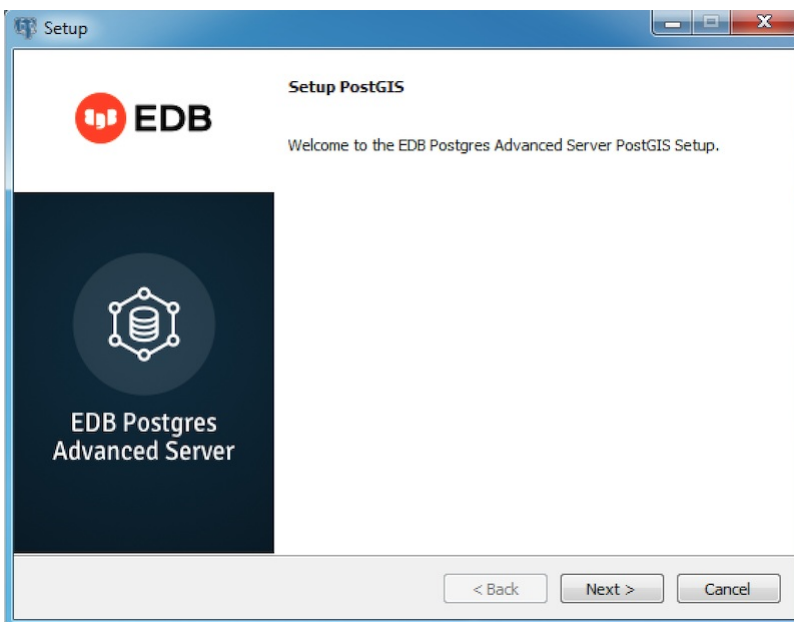 Setup
EDB
Setup PostGIS
Welcome to the EDB Postgres Advanced Server PostGIS Setup.
EDB Postgres
Advanced Server
< Back Next > Cancel